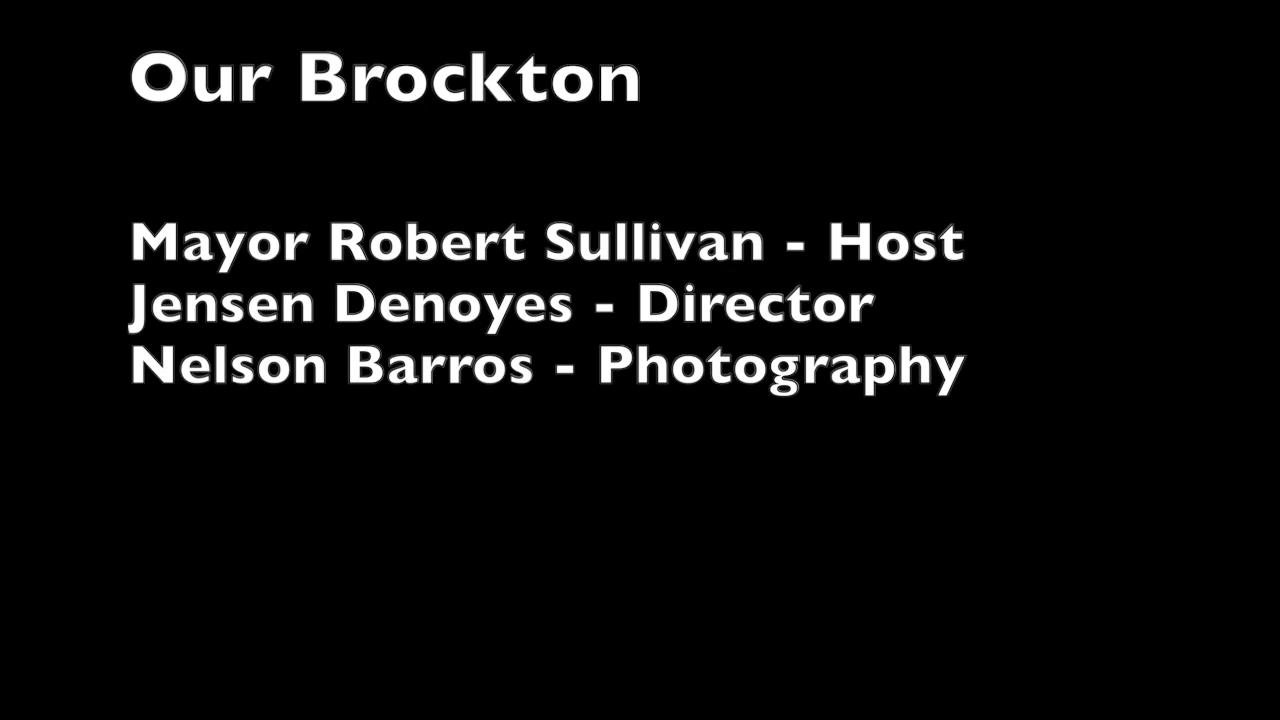 Our Brockton
Mayor Robert Sullivan - Host
Jensen Denoyes - Director
Nelson Barros - Photography